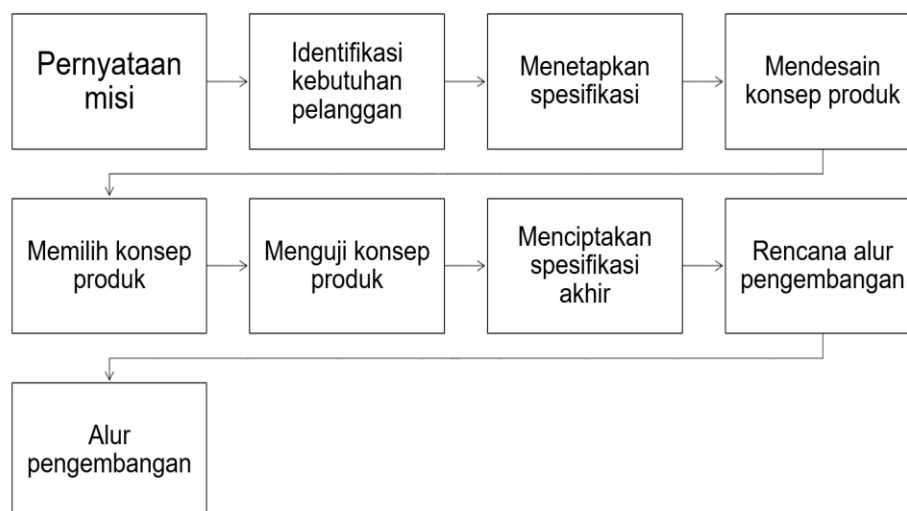 Pernyataan
misi
Identifikasi
kebutuhan
pelanggan
Menetapkan
spesifikasi
Mendesain
konsep produk
Memilih konsep
produk
Menguji konsep
produk
Menciptakan
spesifikasi
akhir
Rencana alur
pengembangan
Alur
pengembangan